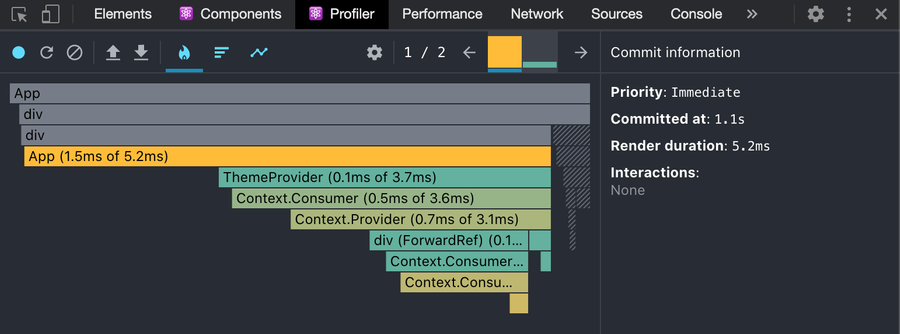 Elements
Components
Profiler
Performance
Network
Sources
Console
»
1 / 2
Commit information
Priority: Immediate
Committed at: 1.1s
Render duration: 5.2ms
Interactions:
None
App
div
div
App (1.5ms of 5.2ms)
ThemeProvider (0.1ms of 3.7ms)
Context.Consumer (0.5ms of 3.6ms)
Context.Provider (0.7ms of 3.1ms)
div (ForwardRef) (0.1...
Context.Consumer...
Context.Consu...